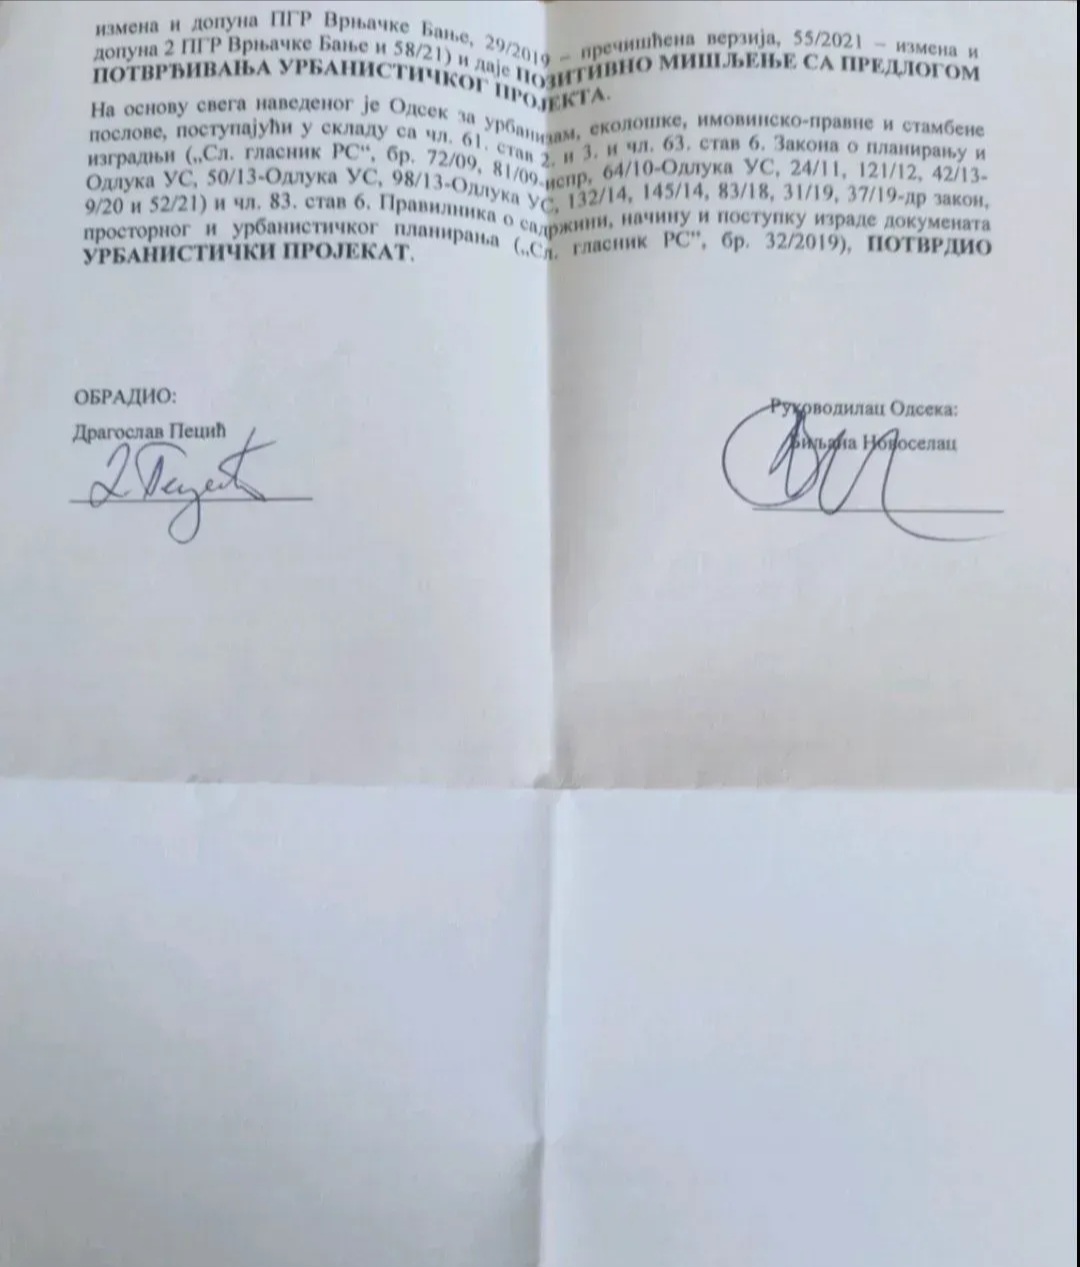 измена и допуна ПГР Врњачке Бање, 29/2019 – пречишћена верзија, 55/2021 – измена и
допуна 2 ПГР Врњачке Бање и 58/21) и даје ПОЗИТИВНО МИШЉЕЊЕ СА ПРЕДЛОГОМ
ПОТВРЂИВАЊА УРБАНИСТИЧКОГ ПРОЈЕКТА.
На основу свега наведеног је Одсек за урбанизам, еколошке, имовинско-правне и стамбене
послове, поступајући у складу са чл. 61. став 2. и 3. и чл. 63. став 6. Закона о планирању и
изградњи („Сл. гласник РС“, бр. 72/09, 81/09-испр, 64/10-Одлука УС, 24/11, 121/12, 42/13-
Одлука УС, 50/13-Одлука УС, 98/13-Одлука УС, 132/14, 145/14, 83/18, 31/19, 37/19-др закон,
9/20 и 52/21) и чл. 83. став 6. Правилника о садржини, начину и поступку израде докумената
просторног и урбанистичког планирања („Сл. гласник РС“, бр. 32/2019), ПОТВРДИО
УРБАНИСТИЧКИ ПРОЈЕКАТ.
ОБРАДИО:
Драгослав Пецић
Д. Пецић
Руководилац Одсека:
Биљана Новоселац